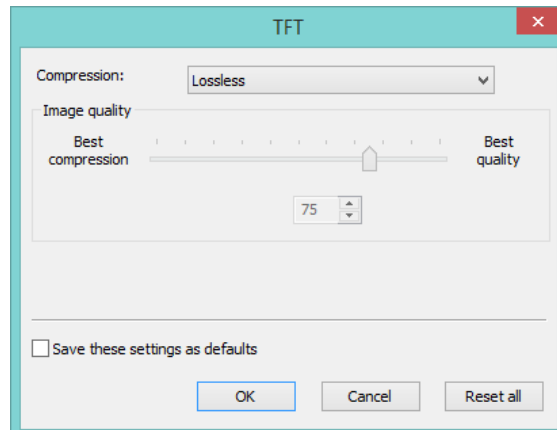 TFT
Compression:
Lossless
Image quality
Best
compression
Best
quality
75
Save these settings as defaults
OK
Cancel
Reset all